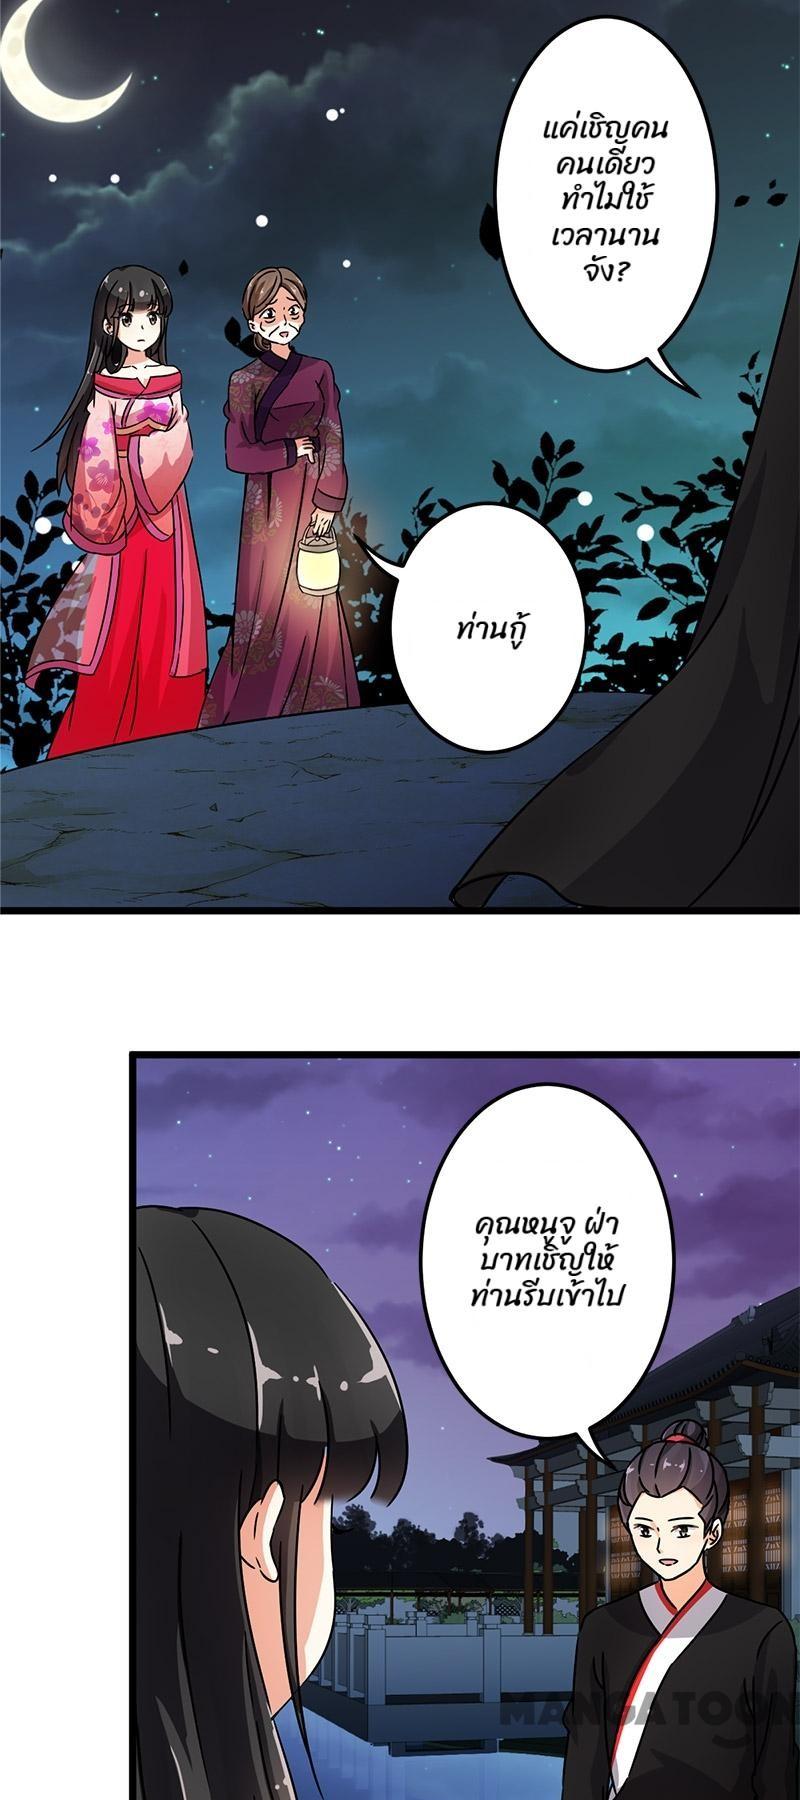 แค่เชิญคน
คนเดียว
ทำไมใช้
เวลานาน
จัง?
ท่านกู้
คุณหนูจู ฝ่า
บาทเชิญให้
ท่านรีบเข้าไป
MANGATOON